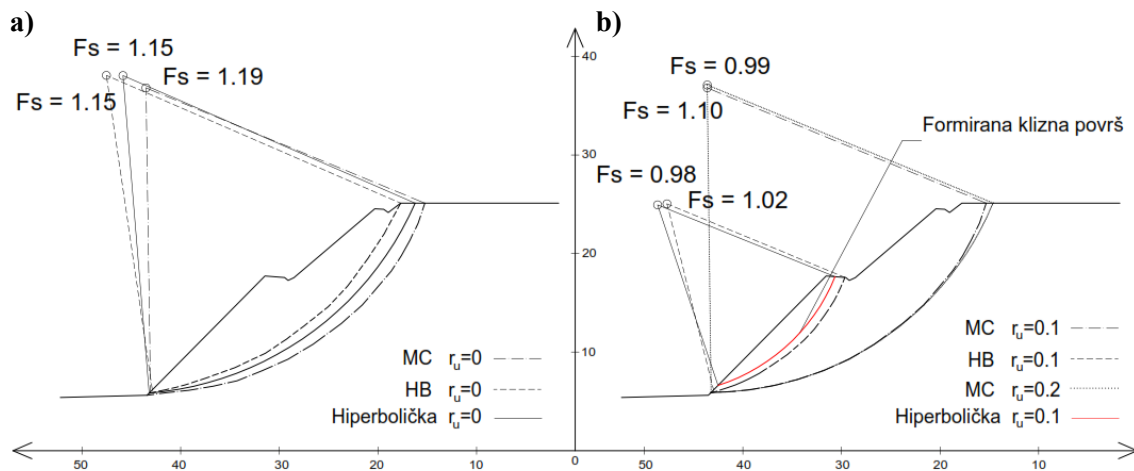 a)
Fs = 1.15
Fs = 1.19
Fs = 1.15
MC r_u=0
HB r_u=0
Hiperbolička r_u=0
50
40
30
20
10
0
40
30
20
10
b)
Fs = 0.99
Fs = 1.10
Formirana klizna površ
Fs = 0.98
Fs = 1.02
MC r_u=0.1
HB r_u=0.1
MC r_u=0.2
Hiperbolička r_u=0.1
50
40
30
20
10